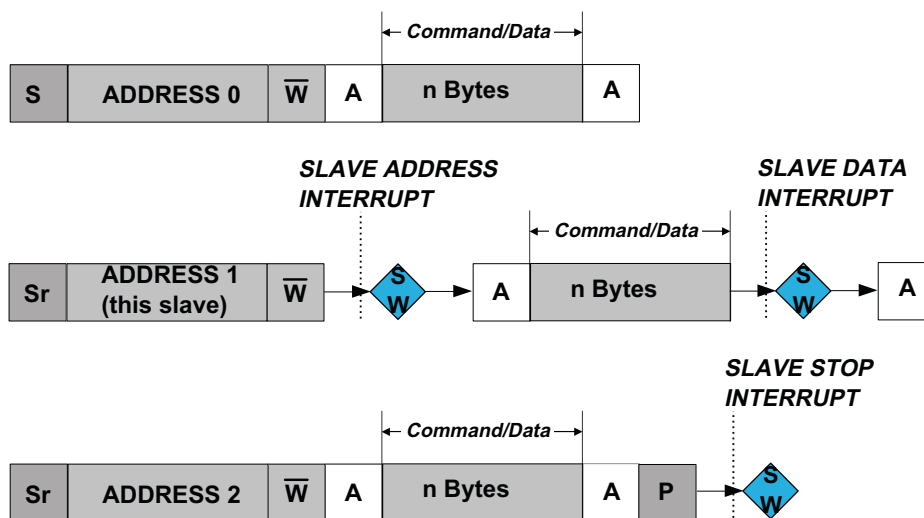 Command/Data
S ADDRESS 0 W̅ A n Bytes A
SLAVE ADDRESS
INTERRUPT
SLAVE DATA
INTERRUPT
Command/Data
Sr ADDRESS 1
(this slave) W̅ S
W A n Bytes S
W A
SLAVE STOP
INTERRUPT
Command/Data
Sr ADDRESS 2 W̅ A n Bytes A P S
W